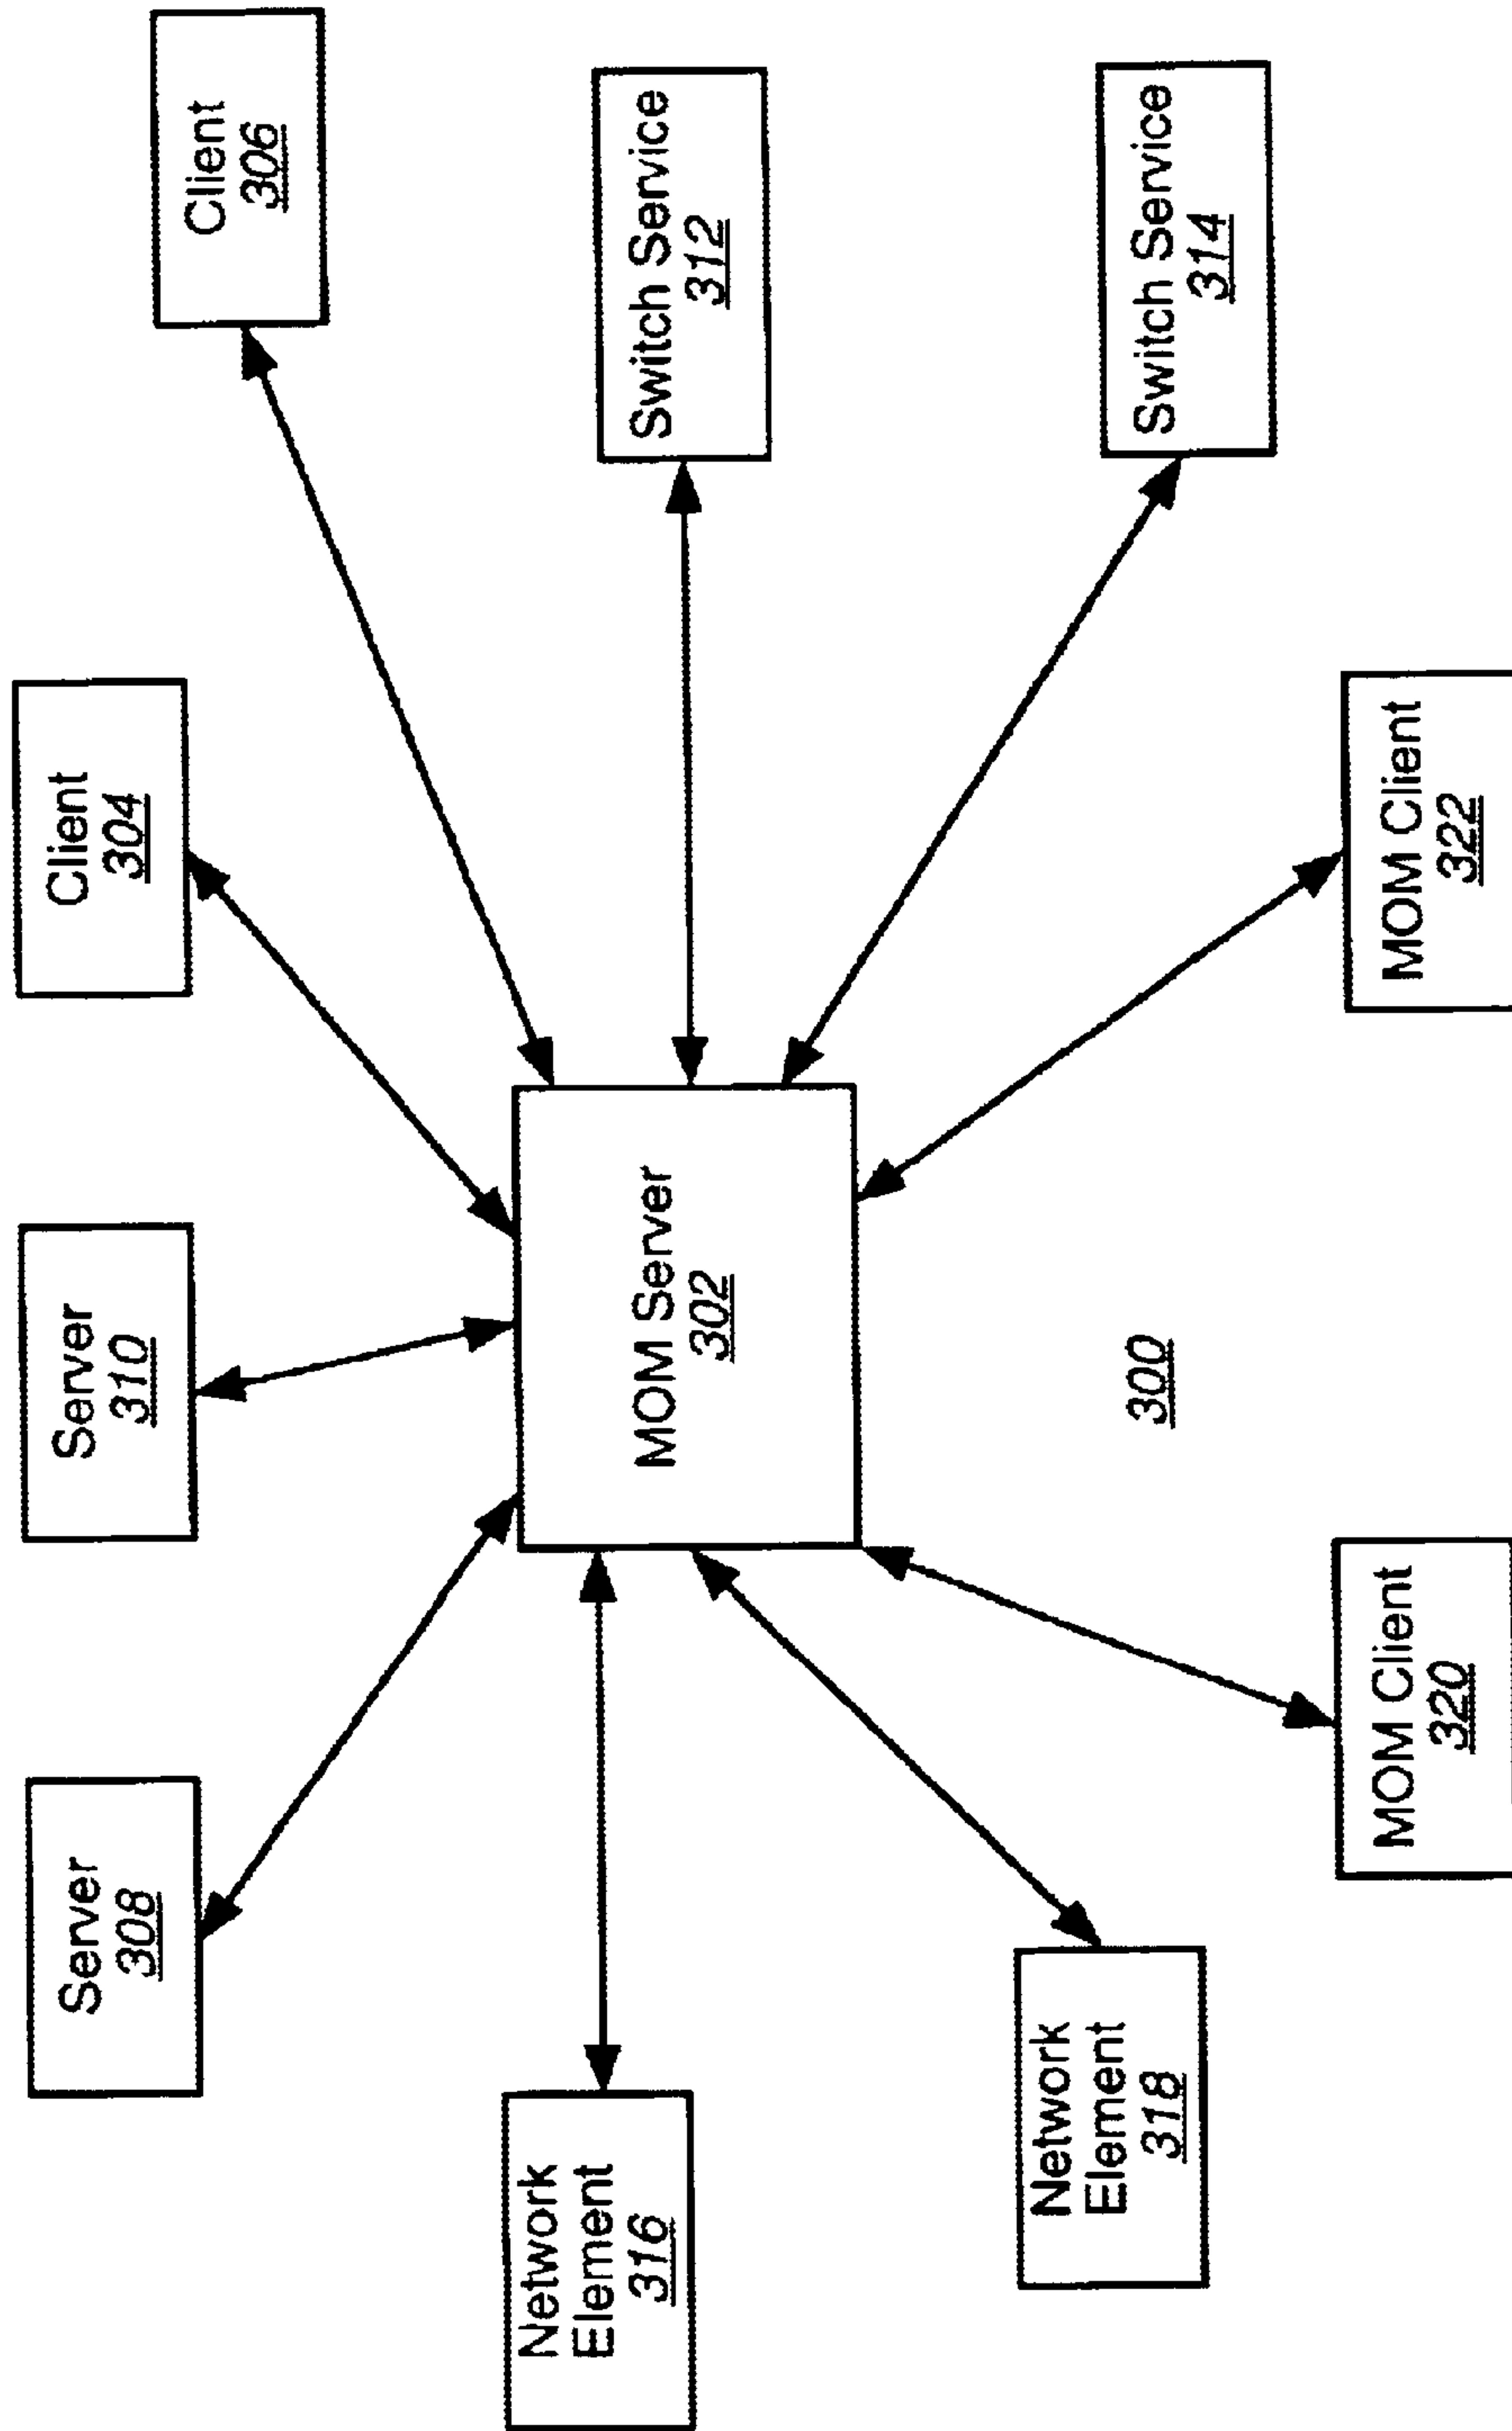 Server
308
Server
310
Client
304
Client
306
Network
Element
316
MOM Server
302
Switch Service
312
Network
Element
318
300
Switch Service
314
MOM Client
320
MOM Client
322